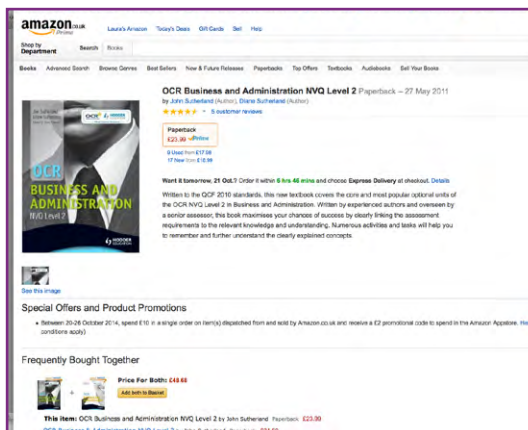 amazon.co.uk
Prime
Laura's Amazon Today's Deals Gift Cards Sell Help
Shop by
Department Search Books
Books Advanced Search Browse Genres Best Sellers New & Future Releases Paperbacks Top Offers Textbooks Audiobooks Sell Your Books
OCR Business and Administration NVQ Level 2 Paperback – 27 May 2011
by John Sutherland (Author), Diane Sutherland (Author)
5 customer reviews
Paperback
£23.99 Prime
17 New from
Want it tomorrow, 21 Oct.? Order it within 6 hrs 46 mins and choose Express Delivery at checkout. Details
Written to the QCF 2010 standards, this new textbook covers the core and most popular optional units of
the OCR NVQ Level 2 in Business and Administration. Written by experienced authors and overseen by
a senior assessor, this book maximises your chances of success by clearly linking the assessment
requirements to the relevant knowledge and understanding. Numerous activities and tasks will help you
to remember and further understand the clearly explained concepts.
OCR
BUSINESS AND
ADMINISTRATION
NVQ Level 2
HODDER
EDUCATION
See this image
Special Offers and Product Promotions
Between 20-26 October 2014, spend £10 in a single order on item(s) dispatched from and sold by Amazon.co.uk and receive a £2 promotional code to spend in the Amazon Appstore.
conditions apply)
Frequently Bought Together
Price For Both:
Add both to Basket
This item: OCR Business and Administration NVQ Level 2 by John Sutherland Paperback £23.99